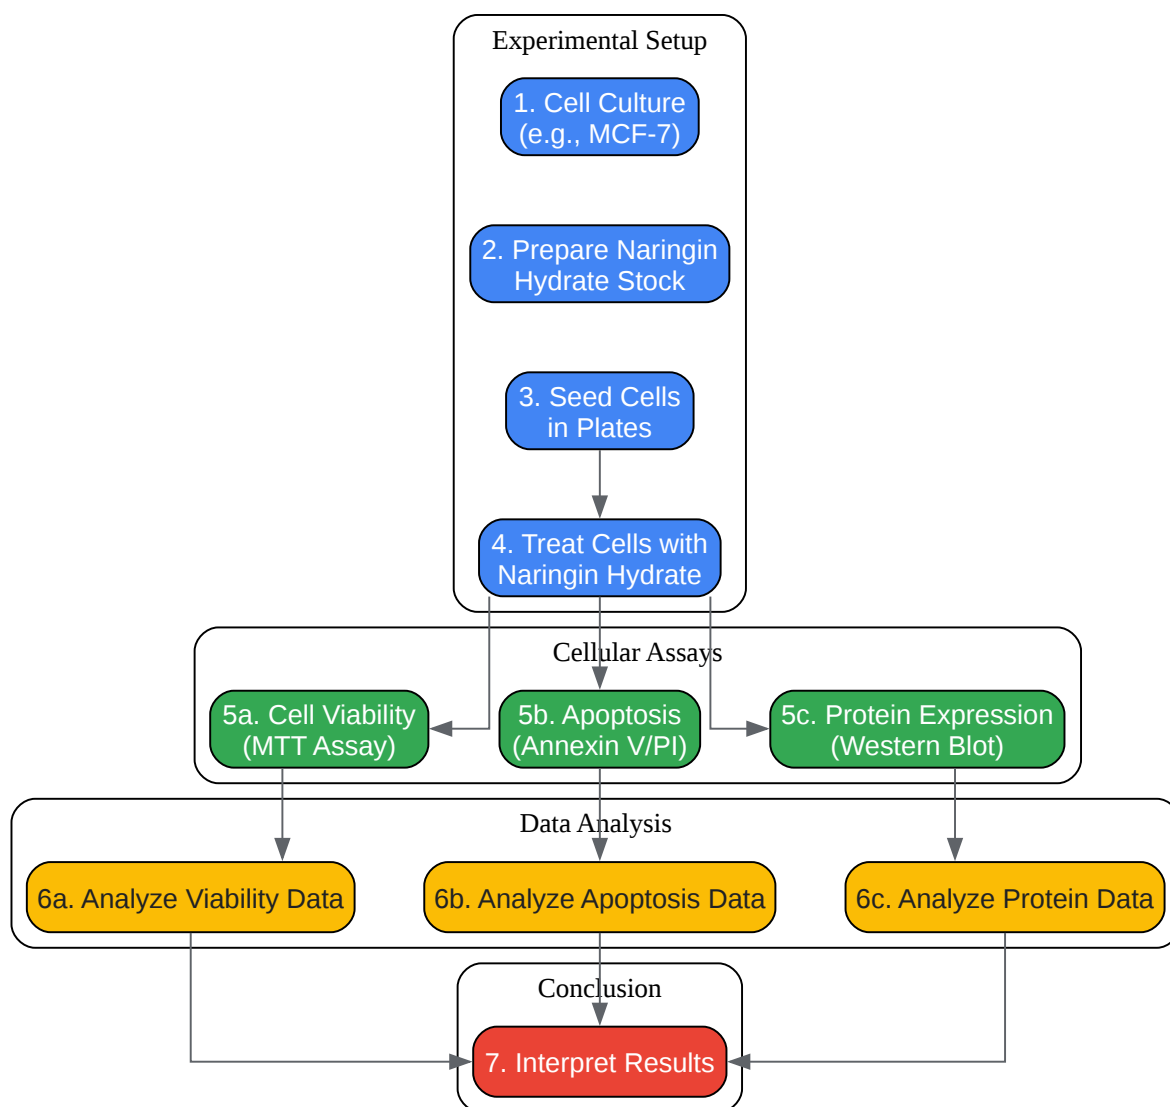 Experimental Setup
1. Cell Culture
(e.g., MCF-7)
2. Prepare Naringin
Hydrate Stock
3. Seed Cells
in Plates
4. Treat Cells with
Naringin Hydrate
Cellular Assays
5a. Cell Viability
(MTT Assay)
5b. Apoptosis
(Annexin V/PI)
5c. Protein Expression
(Western Blot)
Data Analysis
6a. Analyze Viability Data
6b. Analyze Apoptosis Data
6c. Analyze Protein Data
Conclusion
7. Interpret Results